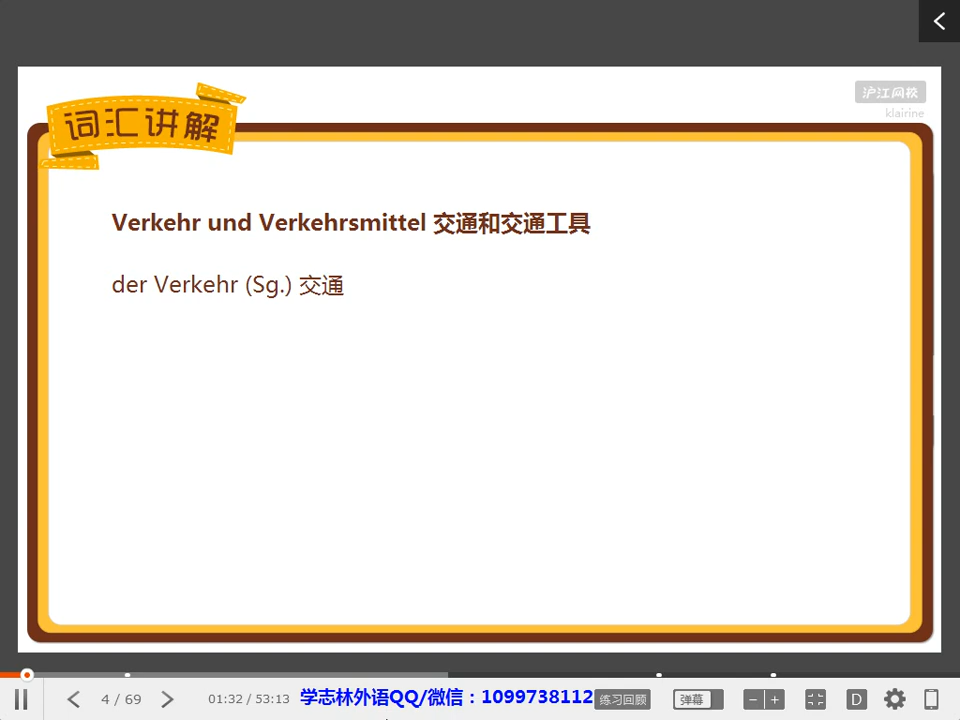 沪江网校
klairine
词汇讲解
Verkehr und Verkehrsmittel 交通和交通工具
der Verkehr (Sg.) 交通
4 / 69
01:32 / 53:13
学志林外语QQ/微信：1099738112
练习回顾
弹幕
D